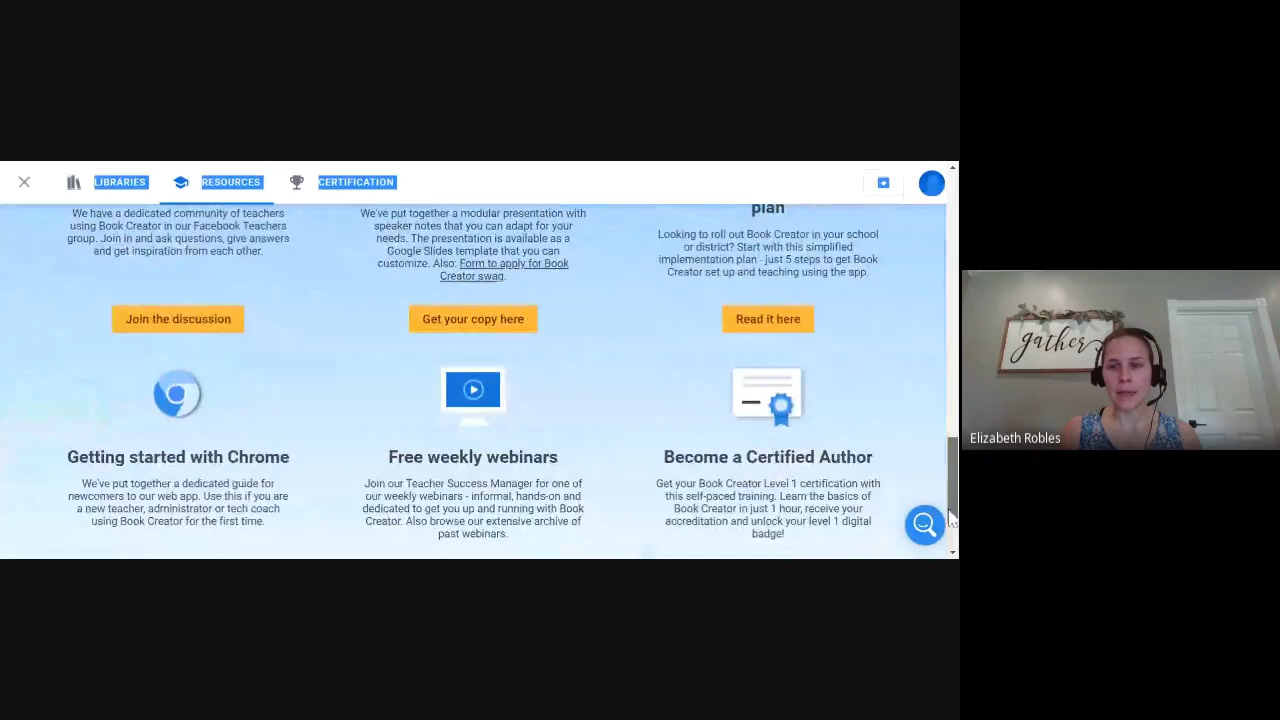 LIBRARIES
RESOURCES
CERTIFICATION
We have a dedicated community of teachers
using Book Creator in our Facebook Teachers
group. Join in and ask questions, give answers
and get inspiration from each other.
Join the discussion
We've put together a modular presentation with
speaker notes that you can adapt for your
needs. The presentation is available as a
Google Slides template that you can
customize. Also: Form to apply for Book
Creator swag.
Get your copy here
plan
Looking to roll out Book Creator in your school
or district? Start with this simplified
implementation plan - just 5 steps to get Book
Creator set up and teaching using the app.
Read it here
Getting started with Chrome
We've put together a dedicated guide for
newcomers to our web app. Use this if you are
a new teacher, administrator or tech coach
using Book Creator for the first time.
Free weekly webinars
Join our Teacher Success Manager for one of
our weekly webinars - informal, hands-on and
dedicated to get you up and running with Book
Creator. Also browse our extensive archive of
past webinars.
Become a Certified Author
Get your Book Creator Level 1 certification with
this self-paced training. Learn the basics of
Book Creator in just 1 hour, receive your
accreditation and unlock your level 1 digital
badge!
gather
Elizabeth Robles